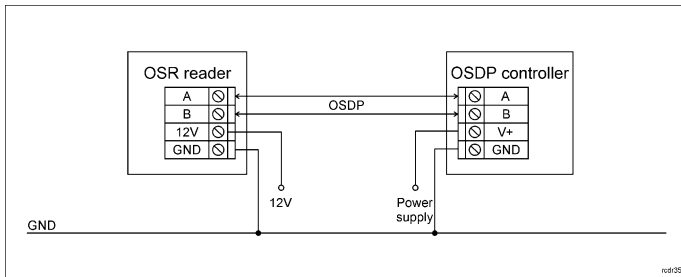 OSR reader
OSDP controller
A
B
12V
GND
OSDP
A
B
V+
GND
12V
Power
supply
GND
rcdr35